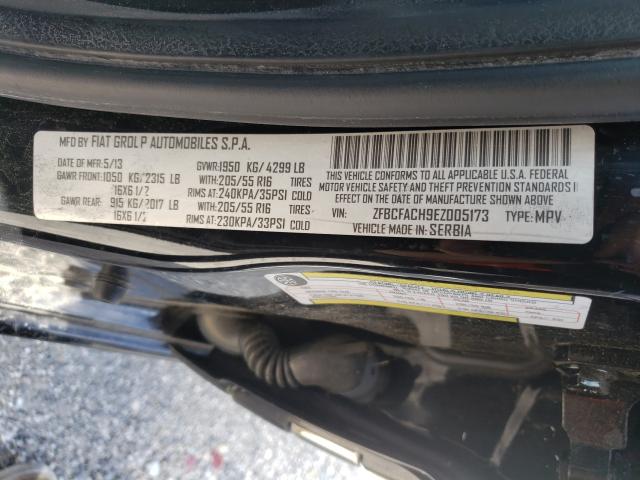 MFD BY FIAT GROUP AUTOMOBILES S.P.A.
DATE OF MFR: 5/13 GVWR: 1950 KG/ 4299 LB
GAWR FRONT: 1050 KG/2315 LB WITH: 205/55 R16 TIRES
16X6 1/2 RIMS AT: 240KPA/35PSI COLD
GAWR REAR: 915 KG/2017 LB WITH: 205/55 R16 TIRES
16X6 1/2 RIMS AT: 230KPA/33PSI COLD
THIS VEHICLE CONFORMS TO ALL APPLICABLE U.S.A. FEDERAL
MOTOR VEHICLE SAFETY AND THEFT PREVENTION STANDARDS II
EFFECT ON THE DATE OF MANUFACTURE SHOWN ABOVE
VIN: ZFBCFACH9EZ005173 TYPE: MPV
VEHICLE MADE IN SERBIA